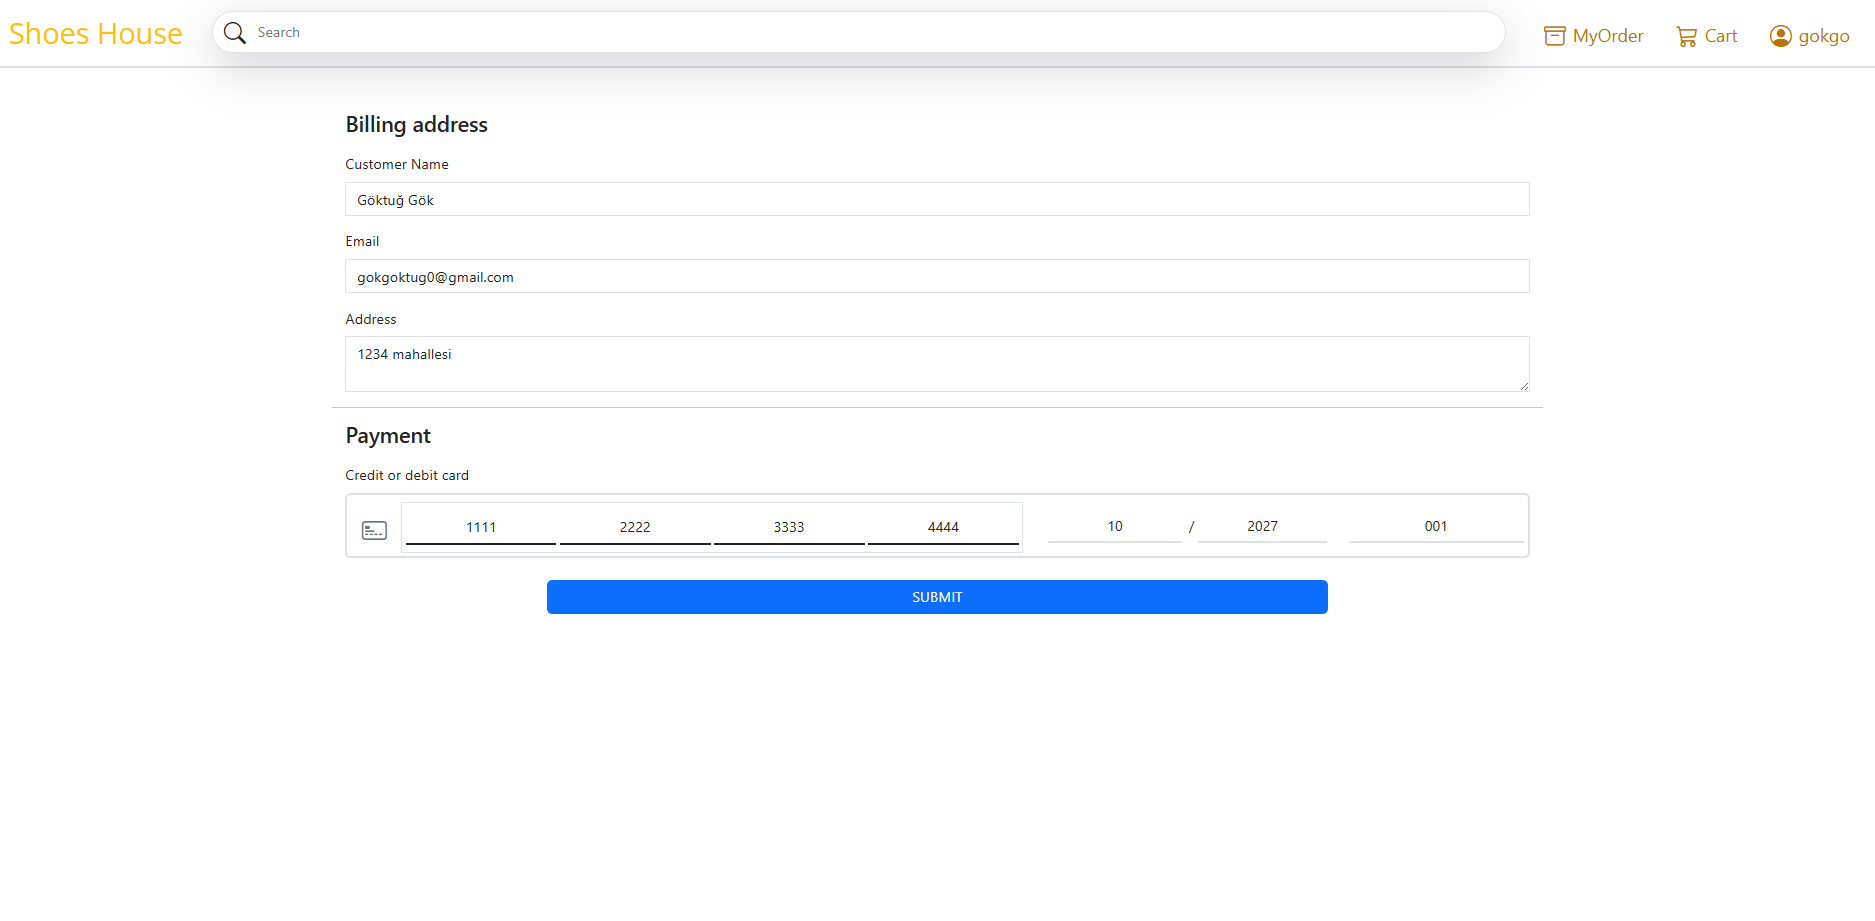 Shoes House Search MyOrder Cart gokgo
Billing address
Customer Name
Göktuğ Gök
Email
gokgoktug0@gmail.com
Address
1234 mahallesi
Payment
Credit or debit card
1111 2222 3333 4444 10 / 2027 001
SUBMIT